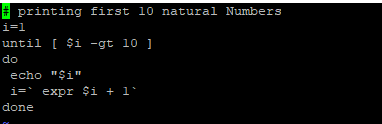 # printing first 10 natural Numbers
i=1
until [ $i -gt 10 ]
do
 echo "$i"
 i=` expr $i + 1`
done
~